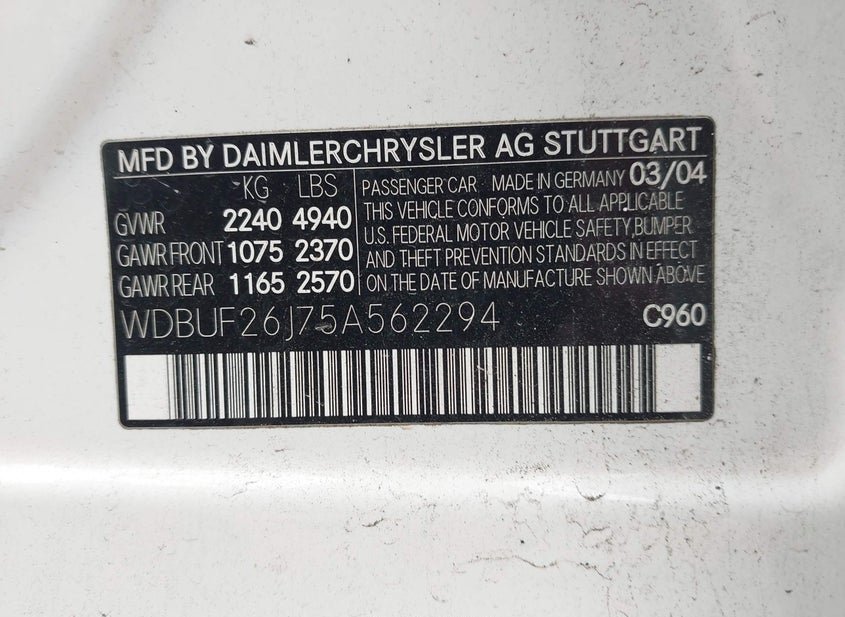 MFD BY DAIMLERCHRYSLER AG STUTTGART
KG LBS
GVWR 2240 4940
GAWR FRONT 1075 2370
GAWR REAR 1165 2570
PASSENGER CAR MADE IN GERMANY 03/04
THIS VEHICLE CONFORMS TO ALL APPLICABLE
U.S. FEDERAL MOTOR VEHICLE SAFETY, BUMPER
AND THEFT PREVENTION STANDARDS IN EFFECT
ON THE DATE OF MANUFACTURE SHOWN ABOVE
WDBUF26J75A562294 C960